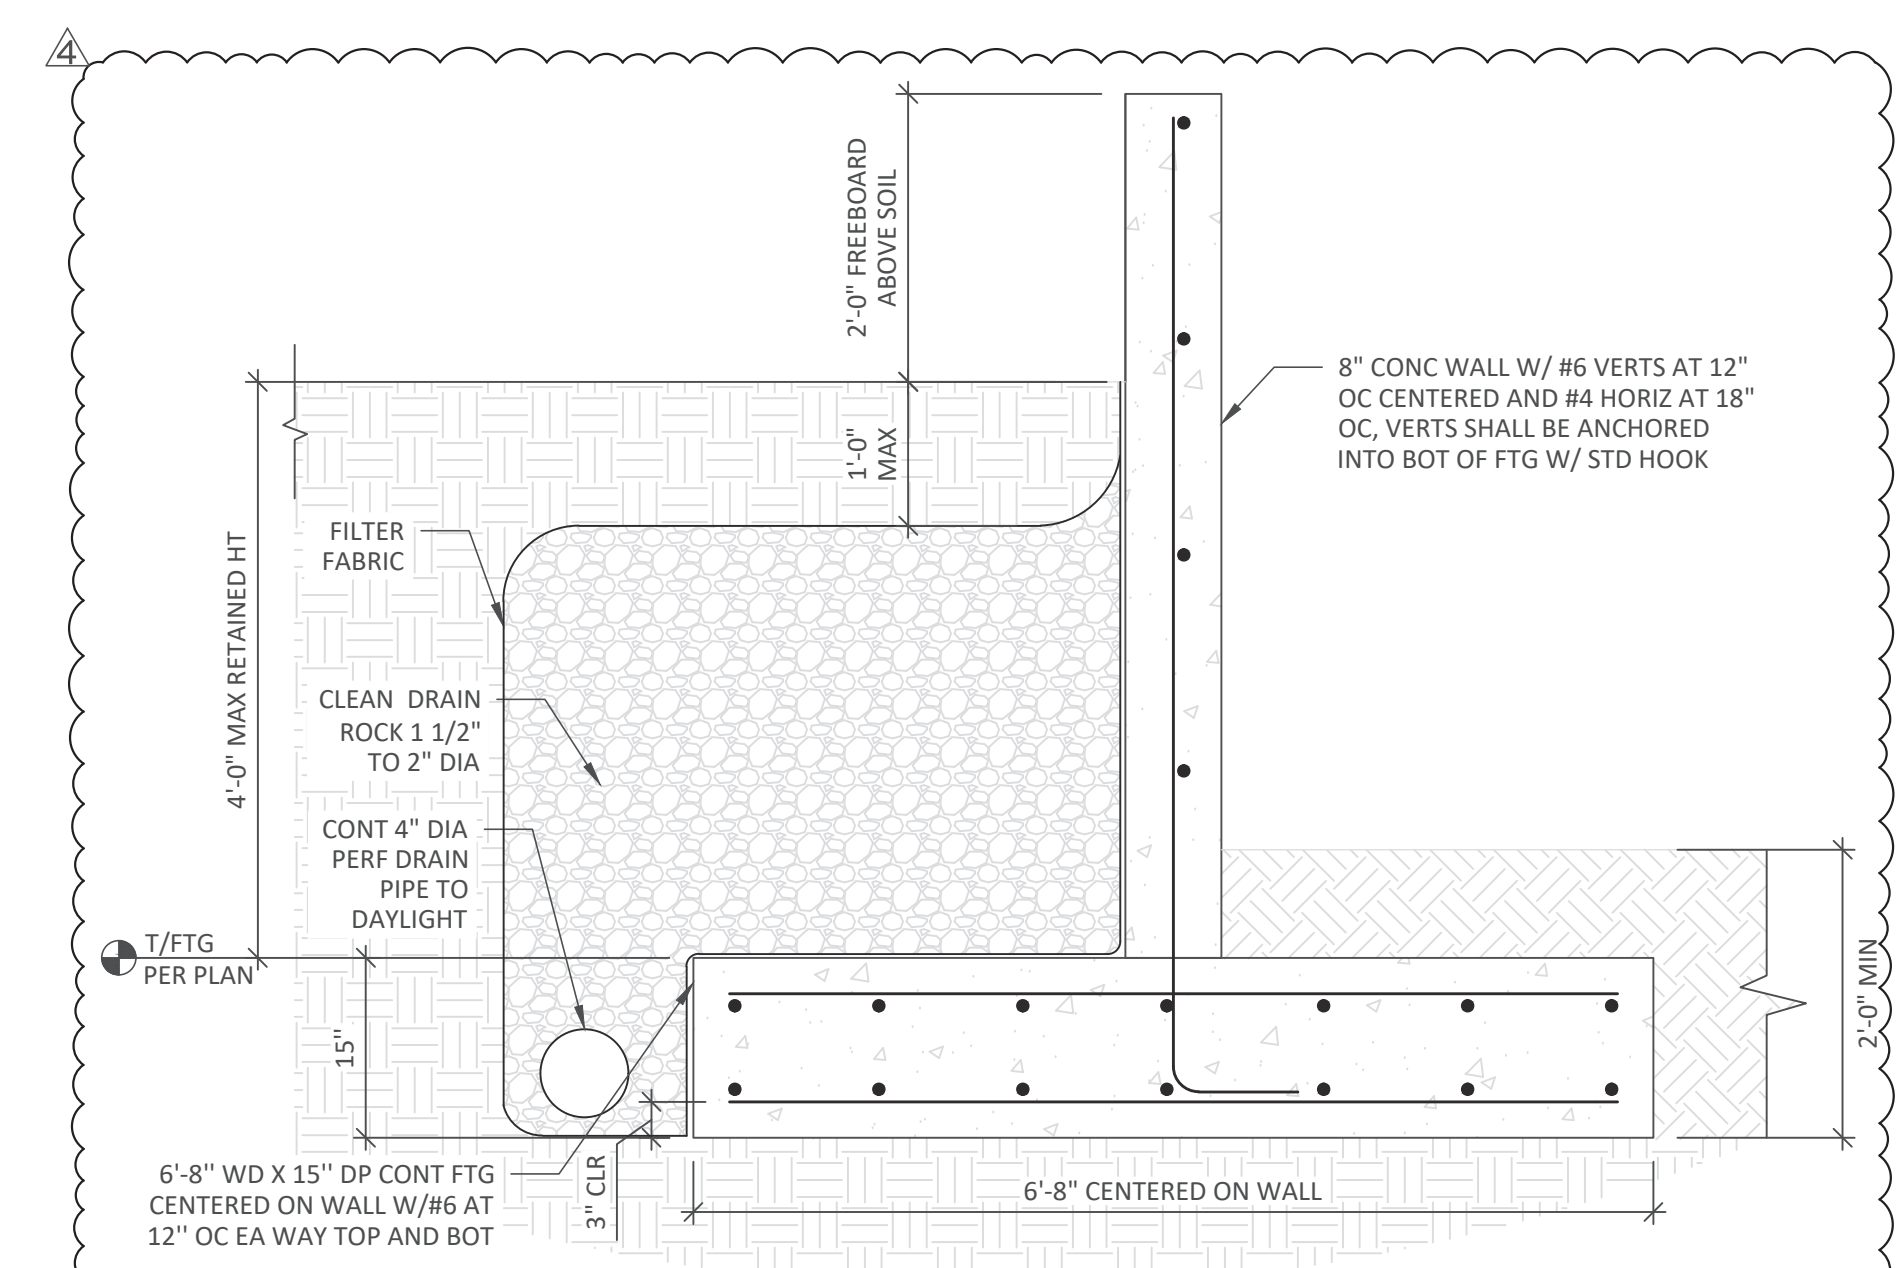 4
2'-0" FREEBOARD
ABOVE SOIL
8" CONC WALL W/ #6 VERTS AT 12"
OC CENTERED AND #4 HORIZ AT 18"
OC, VERTS SHALL BE ANCHORED
INTO BOT OF FTG W/ STD HOOK
1'-0"
MAX
FILTER
FABRIC
4'-0" MAX RETAINED HT
CLEAN DRAIN
ROCK 1 1/2"
TO 2" DIA
CONT 4" DIA
PERF DRAIN
PIPE TO
DAYLIGHT
T/FTG
PER PLAN
15"
2'-0" MIN
6'-8" WD X 15" DP CONT FTG
CENTERED ON WALL W/#6 AT
12" OC EA WAY TOP AND BOT
3" CLR
6'-8" CENTERED ON WALL